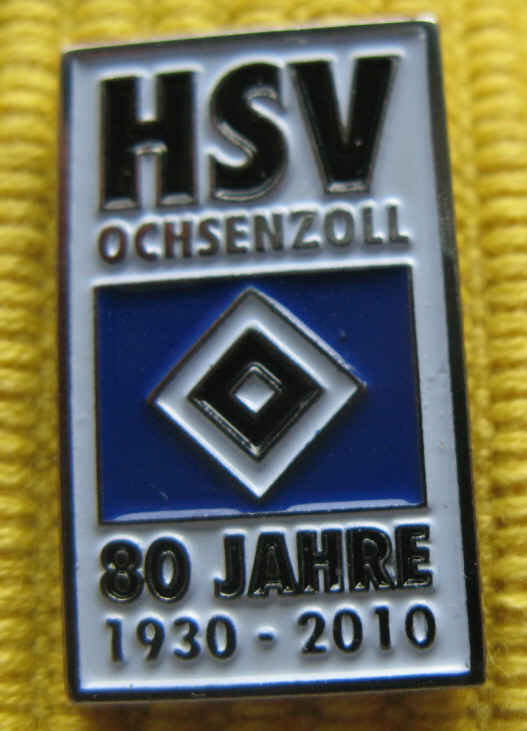 HSV
OCHSENZOLL
80 JAHRE
1930 - 2010